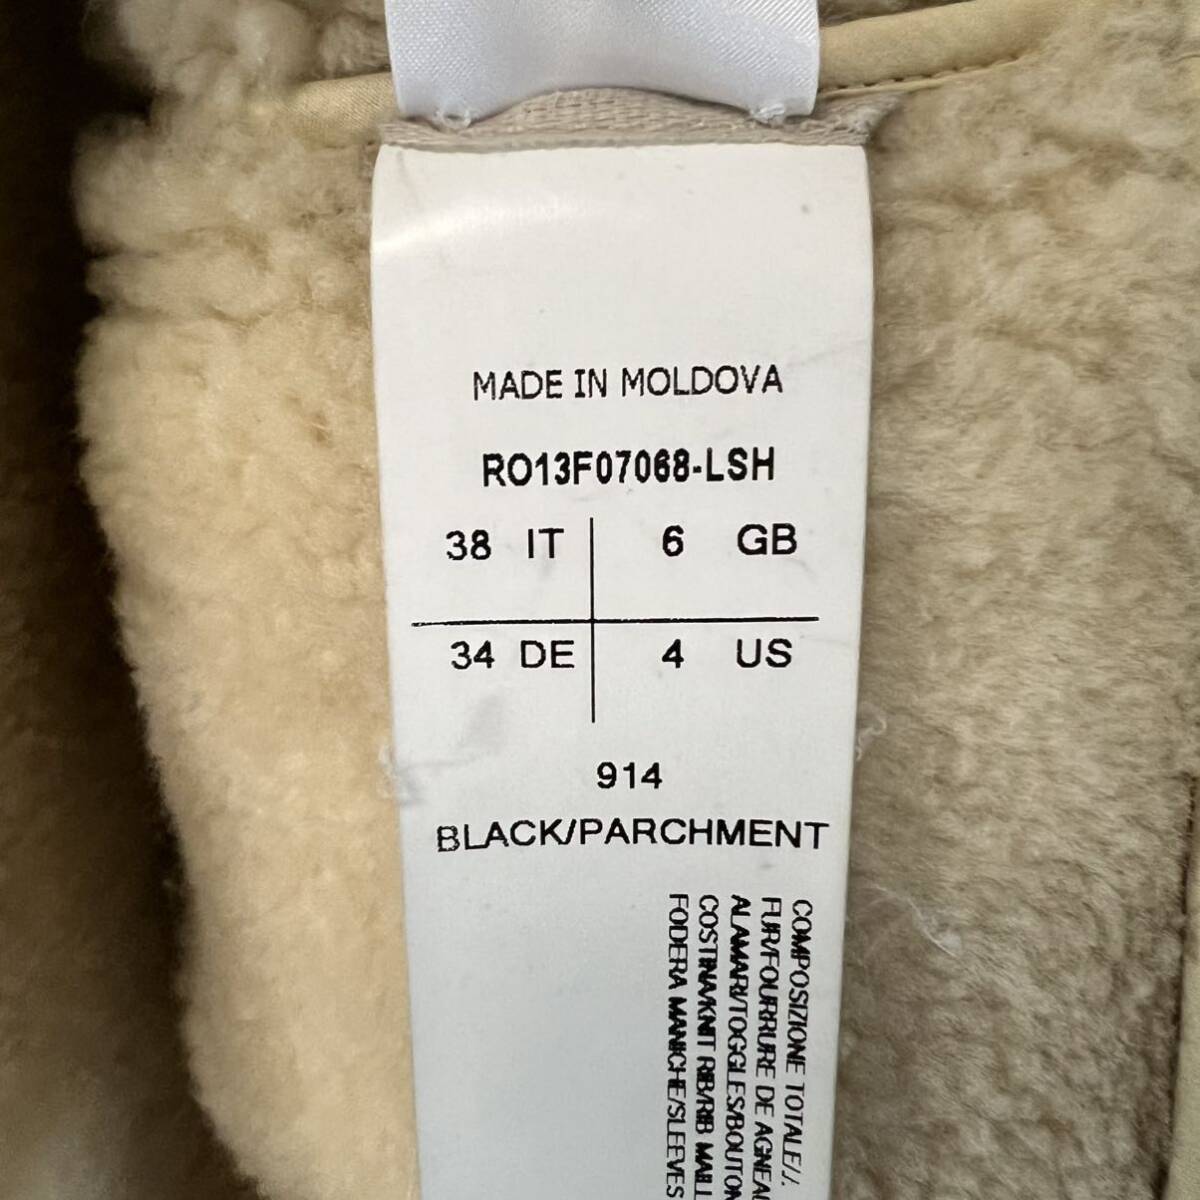 MADE IN MOLDOVA
RO13F07068-LSH
38 IT 6 GB
34 DE 4 US
914
BLACK/PARCHMENT
COMPOSIZIONE TOTALE/
FUR/FOURRURE DE AGNEAU
ALAMARI/TOGGLES/BOUTON
COSTINA/KNIT RIB/RIB MAILL
FODERA MANICHE/SLEEVES